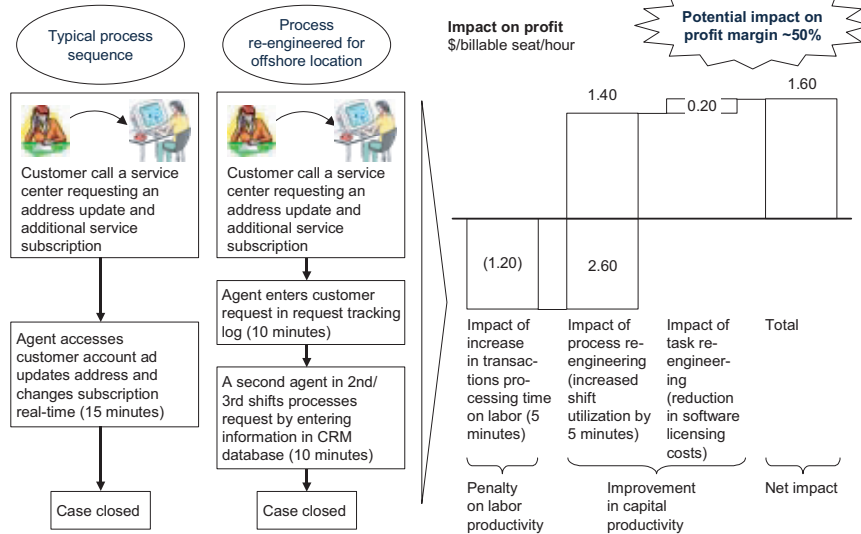 Typical process
sequence
Customer call a service
center requesting an
address update and
additional service
subscription
Agent accesses
customer account ad
updates address and
changes subscription
real-time (15 minutes)
Case closed
Process
re-engineered for
offshore location
Customer call a service
center requesting an
address update and
additional service
subscription
Agent enters customer
request in request tracking
log (10 minutes)
A second agent in 2nd/
3rd shifts processes
request by entering
information in CRM
database (10 minutes)
Case closed
Impact on profit
$/billable seat/hour
Potential impact on
profit margin ~50%
(1.20)
1.40
2.60
0.20
1.60
Impact of
increase
in transac-
tions pro-
cessing time
on labor (5
minutes)
Impact of
process re-
engineering
(increased
shift
utilization by
5 minutes)
Impact of
task re-
engineer-
ing
(reduction
in software
licensing
costs)
Total
Penalty
on labor
productivity
Improvement
in capital
productivity
Net impact